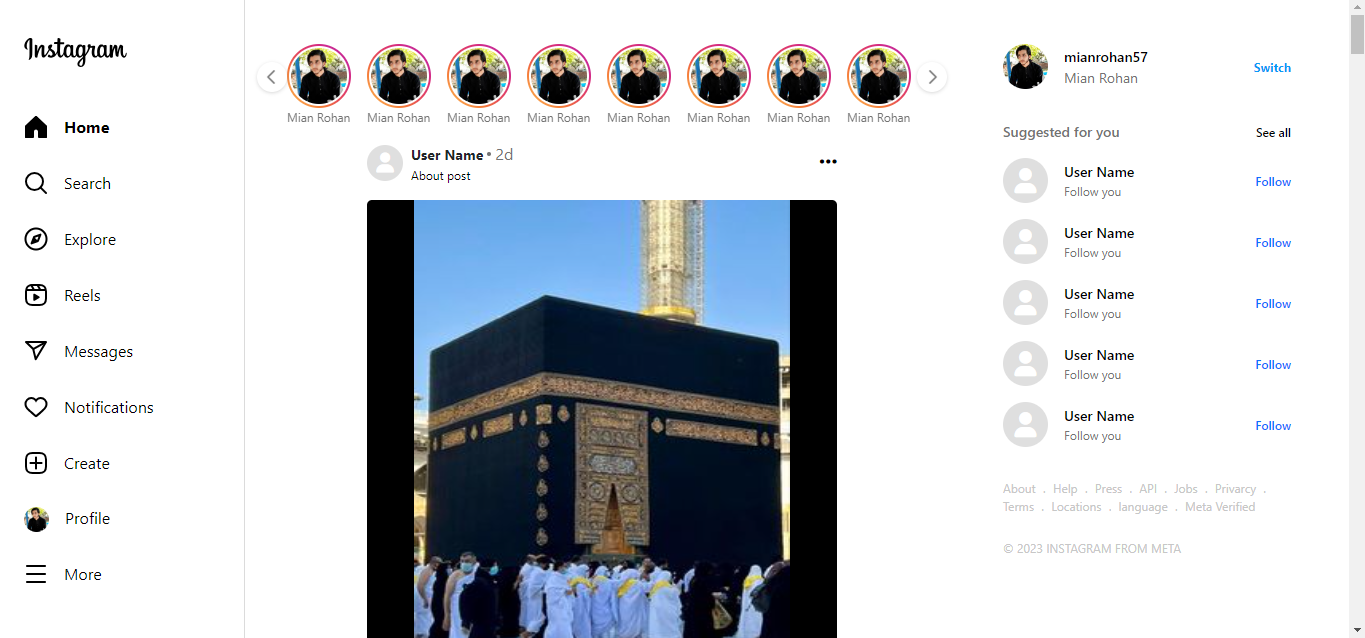 Instagram
Home
Search
Explore
Reels
Messages
Notifications
Create
Profile
More
Mian Rohan Mian Rohan Mian Rohan Mian Rohan Mian Rohan Mian Rohan Mian Rohan Mian Rohan
User Name • 2d
About post
mianrohan57
Mian Rohan
Switch
Suggested for you See all
User Name
Follow you
Follow
User Name
Follow you
Follow
User Name
Follow you
Follow
User Name
Follow you
Follow
User Name
Follow you
Follow
About . Help . Press . API . Jobs . Privarcy .
Terms . Locations . language . Meta Verified
© 2023 INSTAGRAM FROM META